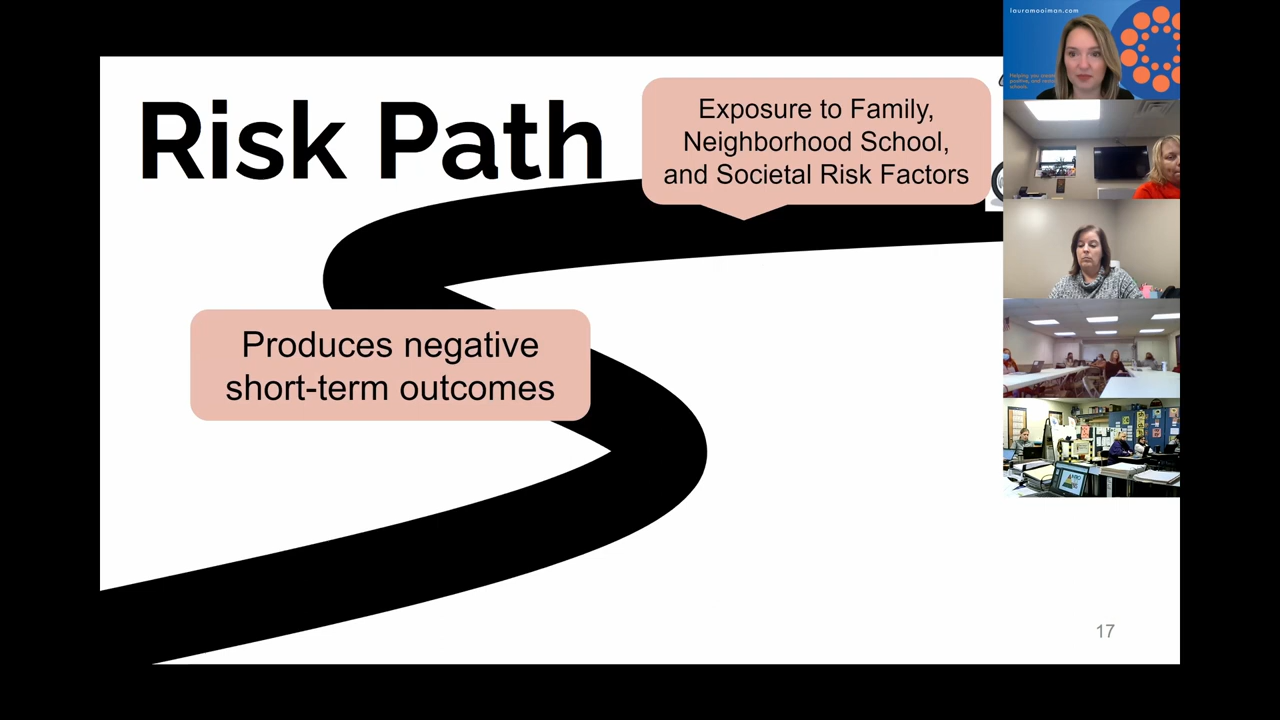 Risk Path
Exposure to Family,
Neighborhood School,
and Societal Risk Factors
Produces negative
short-term outcomes
17
lauramooiman.com